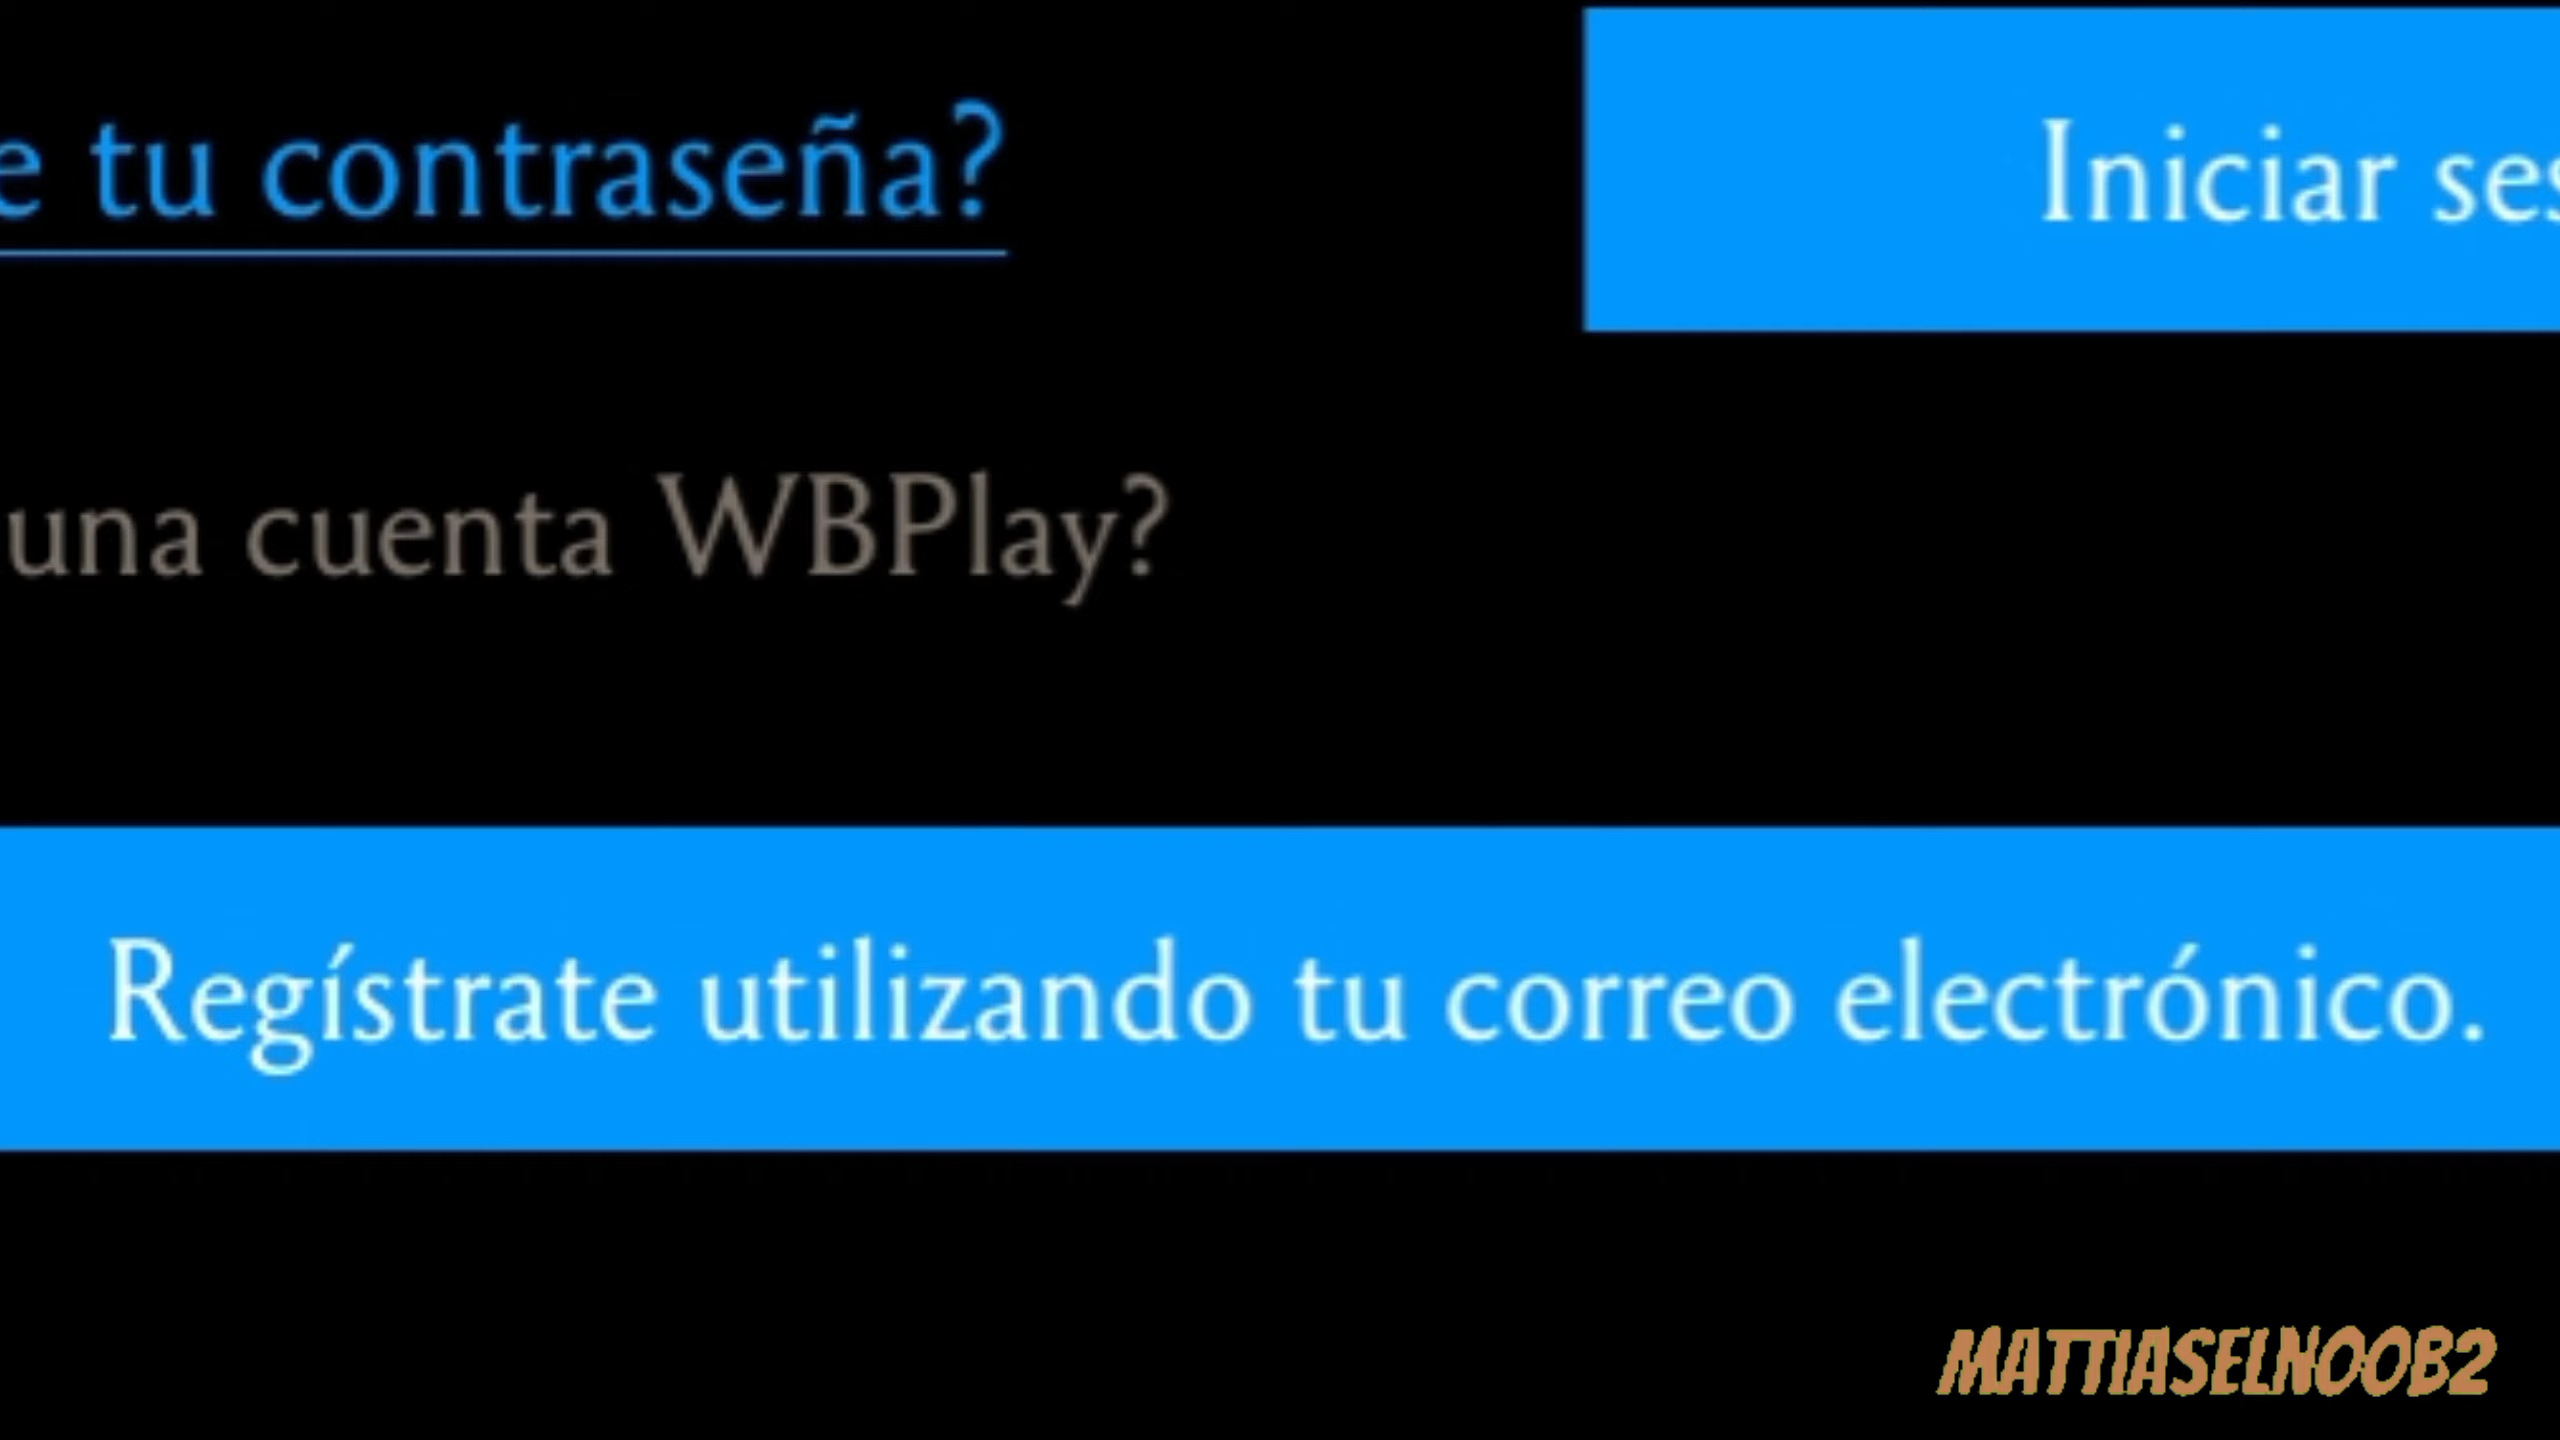 e tu contraseña?
Iniciar ses
una cuenta WBPlay?
Regístrate utilizando tu correo electrónico.
MATTIASELNOOB2